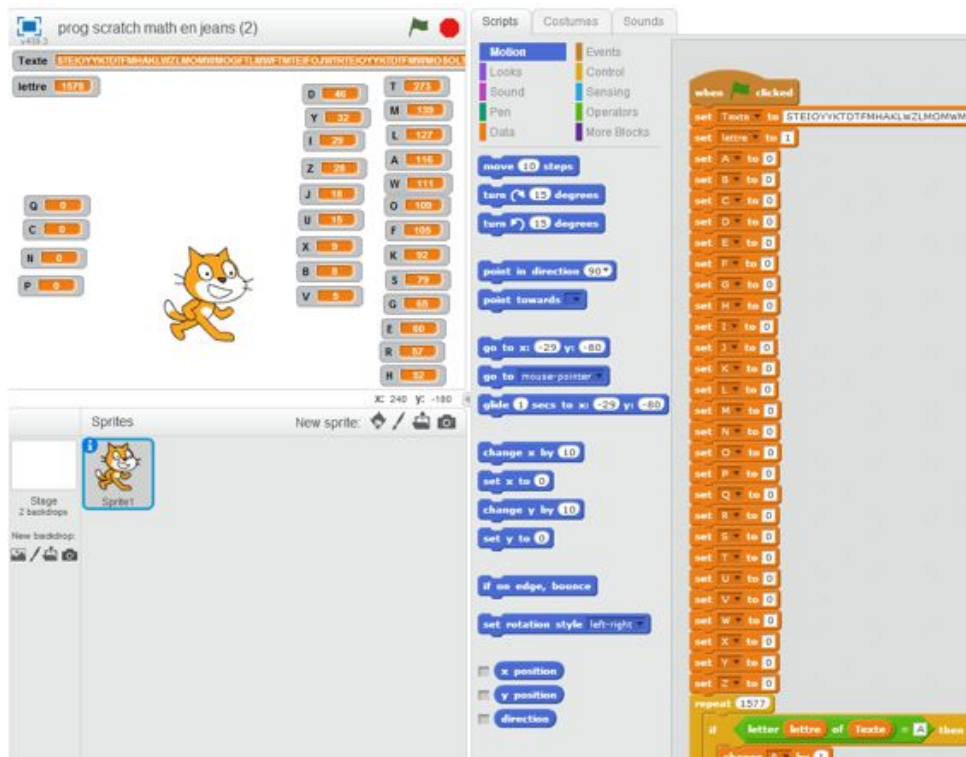 prog scratch math en jeans (2)
v439.3
Texte
lettre 1578
D 46
Y 32
I 29
Z 28
J 18
U 15
X 9
B 8
V 5
T 273
M 139
L 127
A 116
W 111
O 109
F 105
K 92
S 79
G 65
E 60
R 57
H 52
Q 0
C 0
N 0
P 0
X: 240 Y: -180
Sprites
New sprite:
Stage
2 backdrops
New backdrop:
Sprite1
Scripts Costumes Sounds
Motion Events
Looks Control
Sound Sensing
Pen Operators
Data More Blocks
move 10 steps
turn 15 degrees
turn 15 degrees
point in direction 90
point towards
go to x: -29 y: -80
go to mouse-pointer
glide 1 secs to x: -29 y: -80
change x by 10
set x to 0
change y by 10
set y to 0
if on edge, bounce
set rotation style left-right
x position
y position
direction
when clicked
set Texte to STEIOYYKTDTFMHAKLWZLMOMWM
set lettre to 1
set A to 0
set B to 0
set C to 0
set D to 0
set E to 0
set F to 0
set G to 0
set H to 0
set I to 0
set J to 0
set K to 0
set L to 0
set M to 0
set N to 0
set O to 0
set P to 0
set Q to 0
set R to 0
set S to 0
set T to 0
set U to 0
set V to 0
set W to 0
set X to 0
set Y to 0
set Z to 0
repeat 1577
if letter lettre of Texte = A then